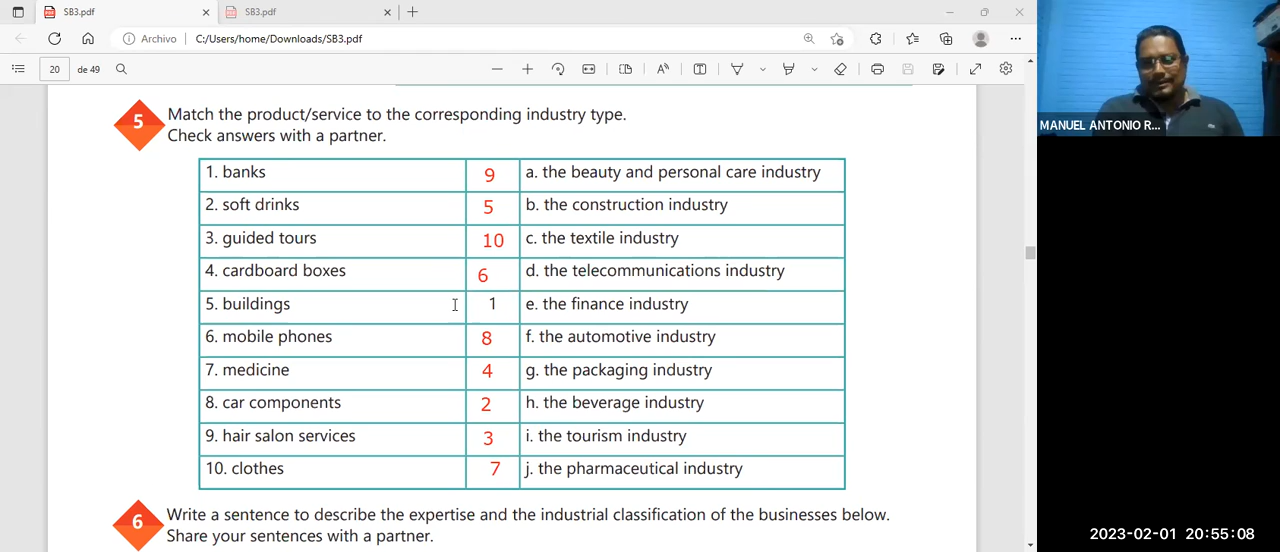 SB3.pdf
SB3.pdf
Archivo C:/Users/home/Downloads/SB3.pdf
20 de 49
MANUEL ANTONIO R...
5 Match the product/service to the corresponding industry type.
Check answers with a partner.
1. banks 9 a. the beauty and personal care industry
2. soft drinks 5 b. the construction industry
3. guided tours 10 c. the textile industry
4. cardboard boxes 6 d. the telecommunications industry
5. buildings 1 e. the finance industry
6. mobile phones 8 f. the automotive industry
7. medicine 4 g. the packaging industry
8. car components 2 h. the beverage industry
9. hair salon services 3 i. the tourism industry
10. clothes 7 j. the pharmaceutical industry
6 Write a sentence to describe the expertise and the industrial classification of the businesses below.
Share your sentences with a partner.
2023-02-01 20:55:08